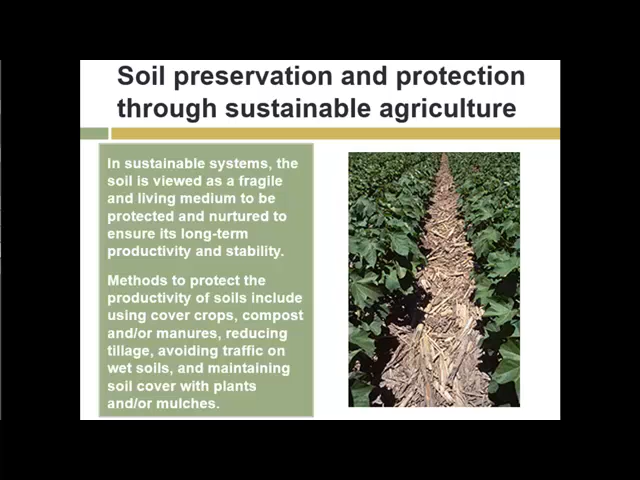 Soil preservation and protection
through sustainable agriculture
In sustainable systems, the
soil is viewed as a fragile
and living medium to be
protected and nurtured to
ensure its long-term
productivity and stability.
Methods to protect the
productivity of soils include
using cover crops, compost
and/or manures, reducing
tillage, avoiding traffic on
wet soils, and maintaining
soil cover with plants
and/or mulches.